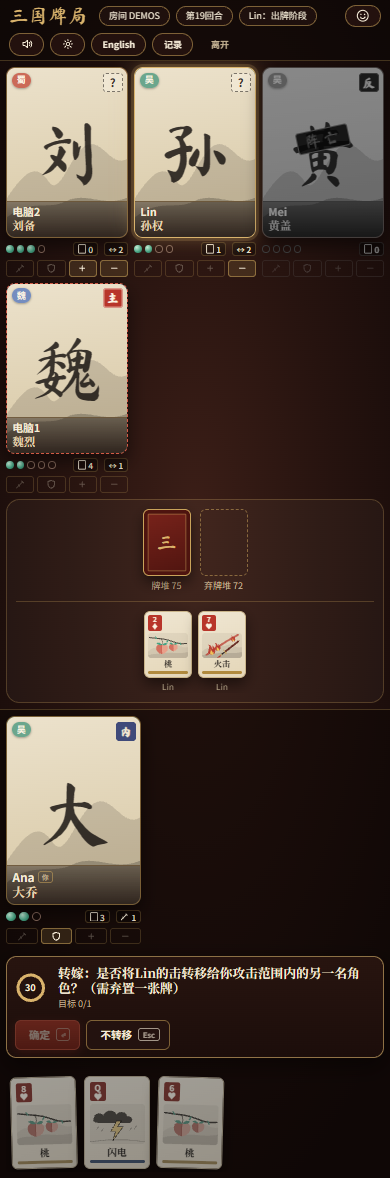 三国牌局
房间 DEMOS
第19回合
Lin：出牌阶段
English
记录
离开
蜀
?
刘
电脑2
刘备
0
2
吴
?
孙
Lin
孙权
1
2
吴
反
黄
阵亡
Mei
黄盖
0
魏
主
魏
电脑1
魏烈
4
1
三
牌堆 75
弃牌堆 72
2
桃
Lin
7
火击
Lin
吴
内
大
Ana 你
大乔
3
1
30
转嫁：是否将Lin的击转移给你攻击范围内的另一名角
色？（需弃置一张牌）
目标 0/1
确定
不转移 Esc
8
桃
Q
闪电
6
桃